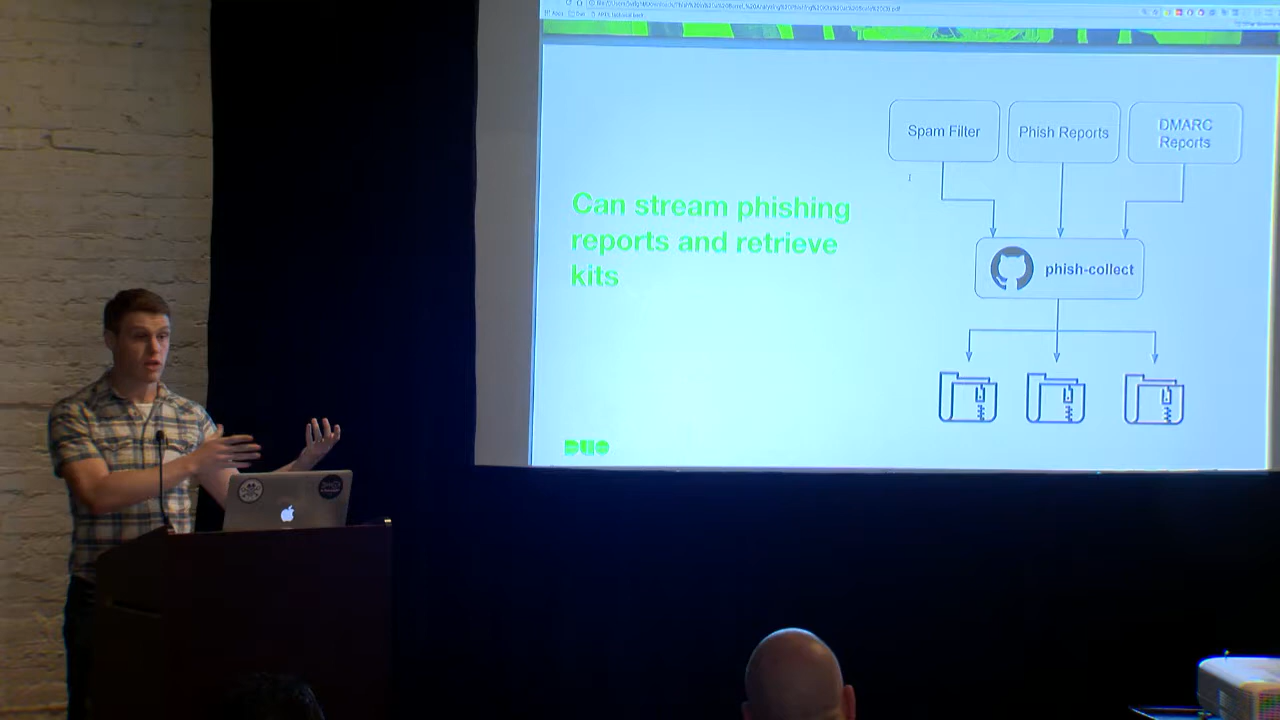 Spam Filter
Phish Reports
DMARC
Reports
Can stream phishing
reports and retrieve
kits
phish-collect
DUO